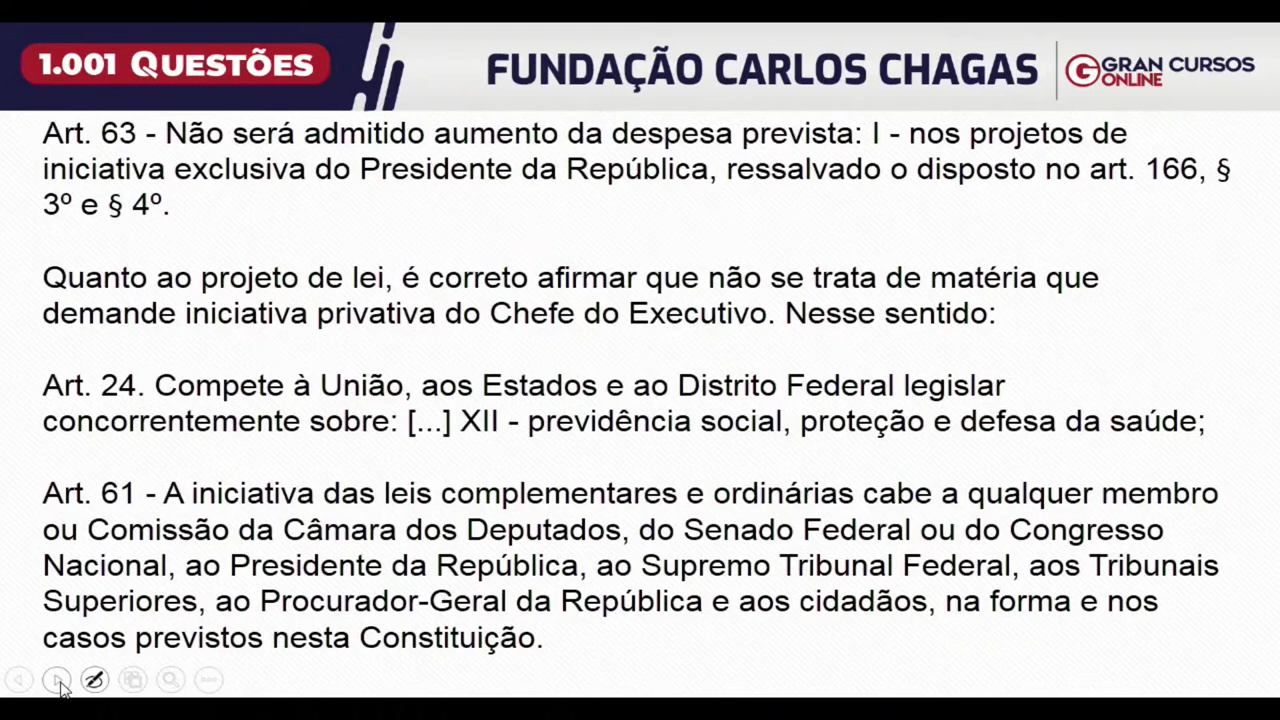 1.001 QUESTÕES
FUNDAÇÃO CARLOS CHAGAS
GRAN CURSOS
ONLINE
Art. 63 - Não será admitido aumento da despesa prevista: I - nos projetos de
iniciativa exclusiva do Presidente da República, ressalvado o disposto no art. 166, §
3º e § 4º.
Quanto ao projeto de lei, é correto afirmar que não se trata de matéria que
demande iniciativa privativa do Chefe do Executivo. Nesse sentido:
Art. 24. Compete à União, aos Estados e ao Distrito Federal legislar
concorrentemente sobre: [...] XII - previdência social, proteção e defesa da saúde;
Art. 61 - A iniciativa das leis complementares e ordinárias cabe a qualquer membro
ou Comissão da Câmara dos Deputados, do Senado Federal ou do Congresso
Nacional, ao Presidente da República, ao Supremo Tribunal Federal, aos Tribunais
Superiores, ao Procurador-Geral da República e aos cidadãos, na forma e nos
casos previstos nesta Constituição.